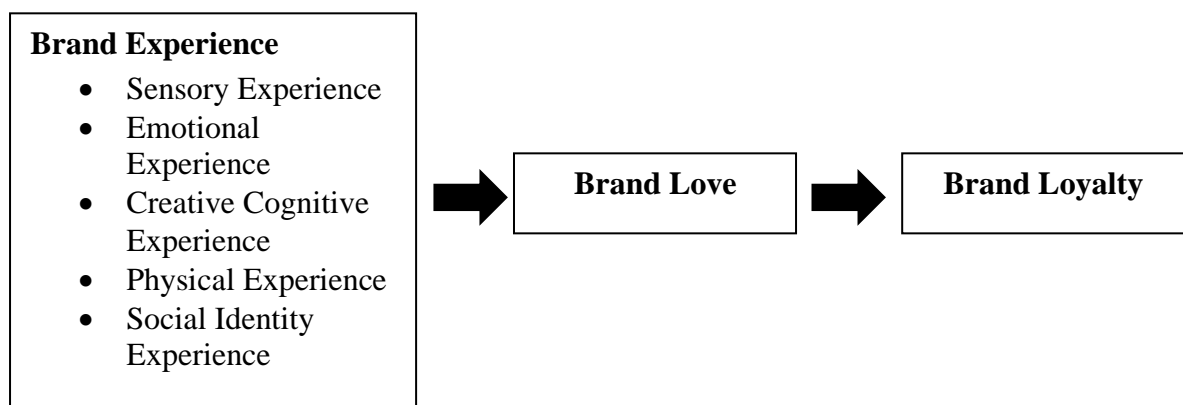 Brand Experience
• Sensory Experience
• Emotional
Experience
• Creative Cognitive
Experience
• Physical Experience
• Social Identity
Experience
Brand Love
Brand Loyalty